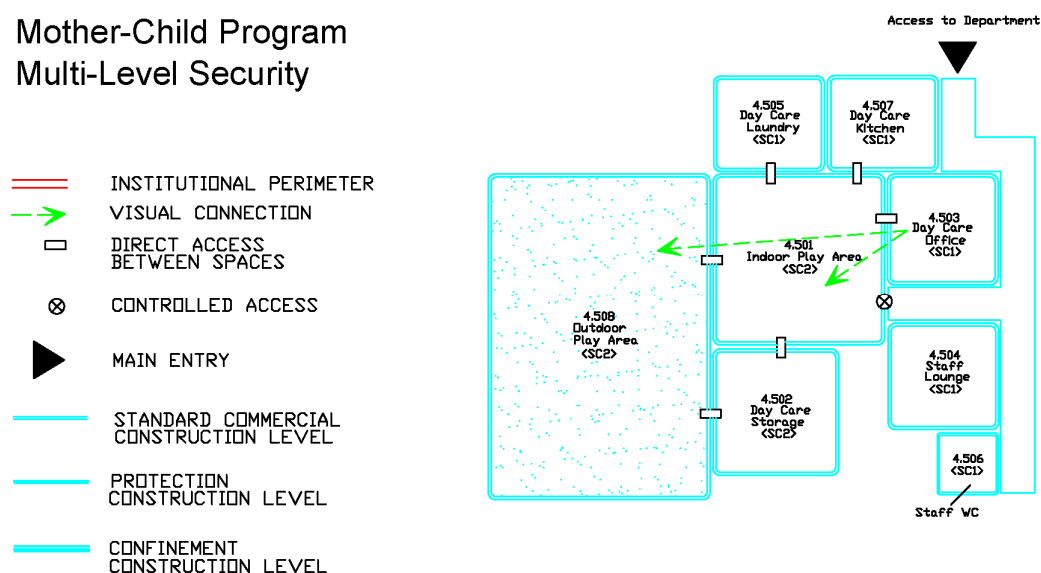 Mother-Child Program
Multi-Level Security
INSTITUTIONAL PERIMETER
VISUAL CONNECTION
DIRECT ACCESS
BETWEEN SPACES
CONTROLLED ACCESS
MAIN ENTRY
STANDARD COMMERCIAL
CONSTRUCTION LEVEL
PROTECTION
CONSTRUCTION LEVEL
CONFINEMENT
CONSTRUCTION LEVEL
Access to Department
4.505
Day Care
Laundry
<SC1>
4.507
Day Care
Kitchen
<SC1>
4.503
Day Care
Office
<SC1>
4.501
Indoor Play Area
<SC2>
4.508
Outdoor
Play Area
<SC2>
4.504
Staff
Lounge
<SC1>
4.502
Day Care
Storage
<SC2>
4.506
<SC1>
Staff WC